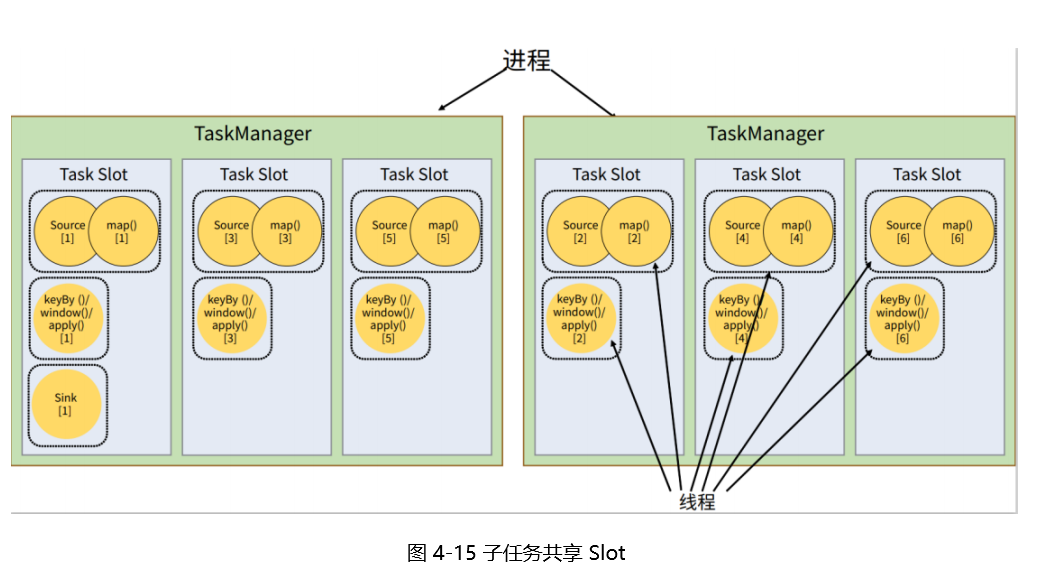 进程
TaskManager
Task Slot
Source
[1]
map()
[1]
keyBy ()/
window()/
apply()
[1]
Sink
[1]
Task Slot
Source
[3]
map()
[3]
keyBy ()/
window()/
apply()
[3]
Task Slot
Source
[5]
map()
[5]
keyBy ()/
window()/
apply()
[5]
TaskManager
Task Slot
Source
[2]
map()
[2]
keyBy ()/
window()/
apply()
[2]
Task Slot
Source
[4]
map()
[4]
keyBy ()/
window()/
apply()
[4]
Task Slot
Source
[6]
map()
[6]
keyBy ()/
window()/
apply()
[6]
线程
图 4-15 子任务共享 Slot